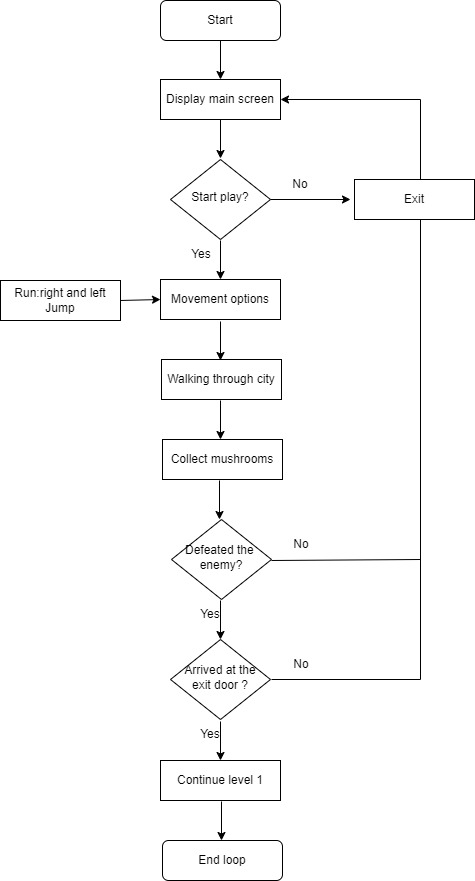 Start
Display main screen
Start play?
No
Exit
Yes
Run:right and left
Jump
Movement options
Walking through city
Collect mushrooms
Defeated the
enemy?
No
Yes
Arrived at the
exit door ?
No
Yes
Continue level 1
End loop